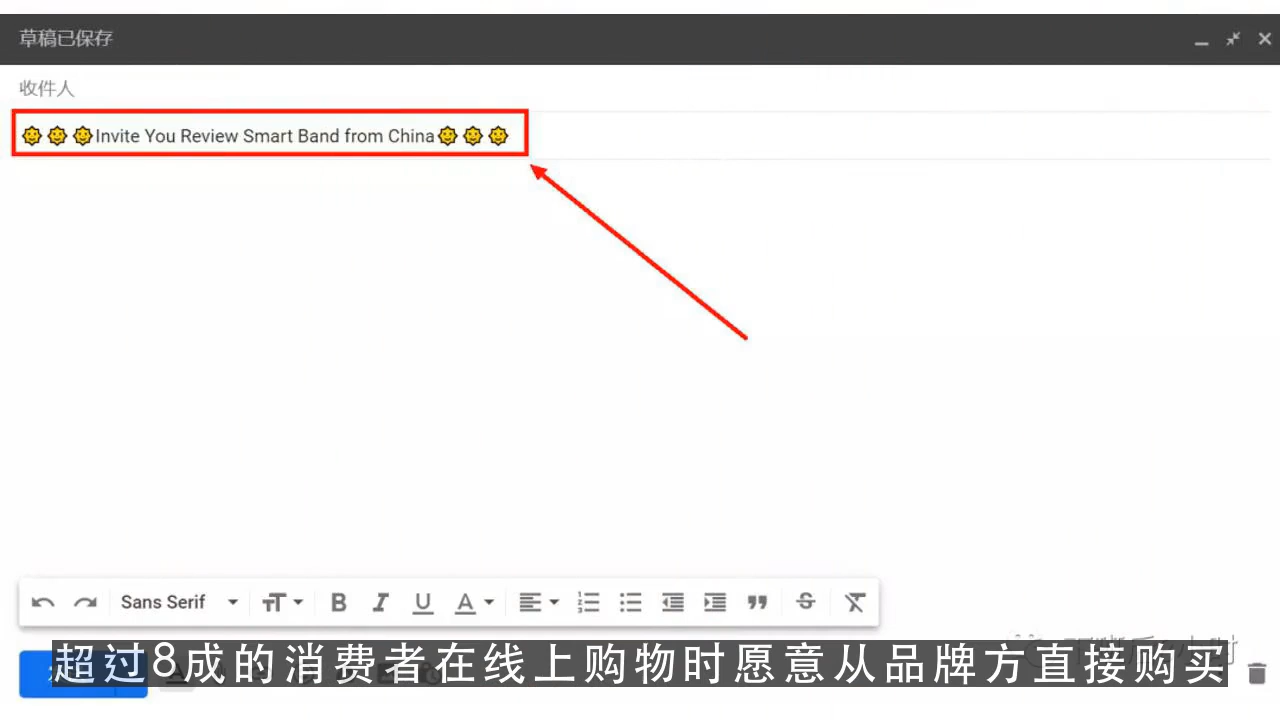 草稿已保存
收件人
Invite You Review Smart Band from China
Sans Serif
超过8成的消费者在线上购物时愿意从品牌方直接购买